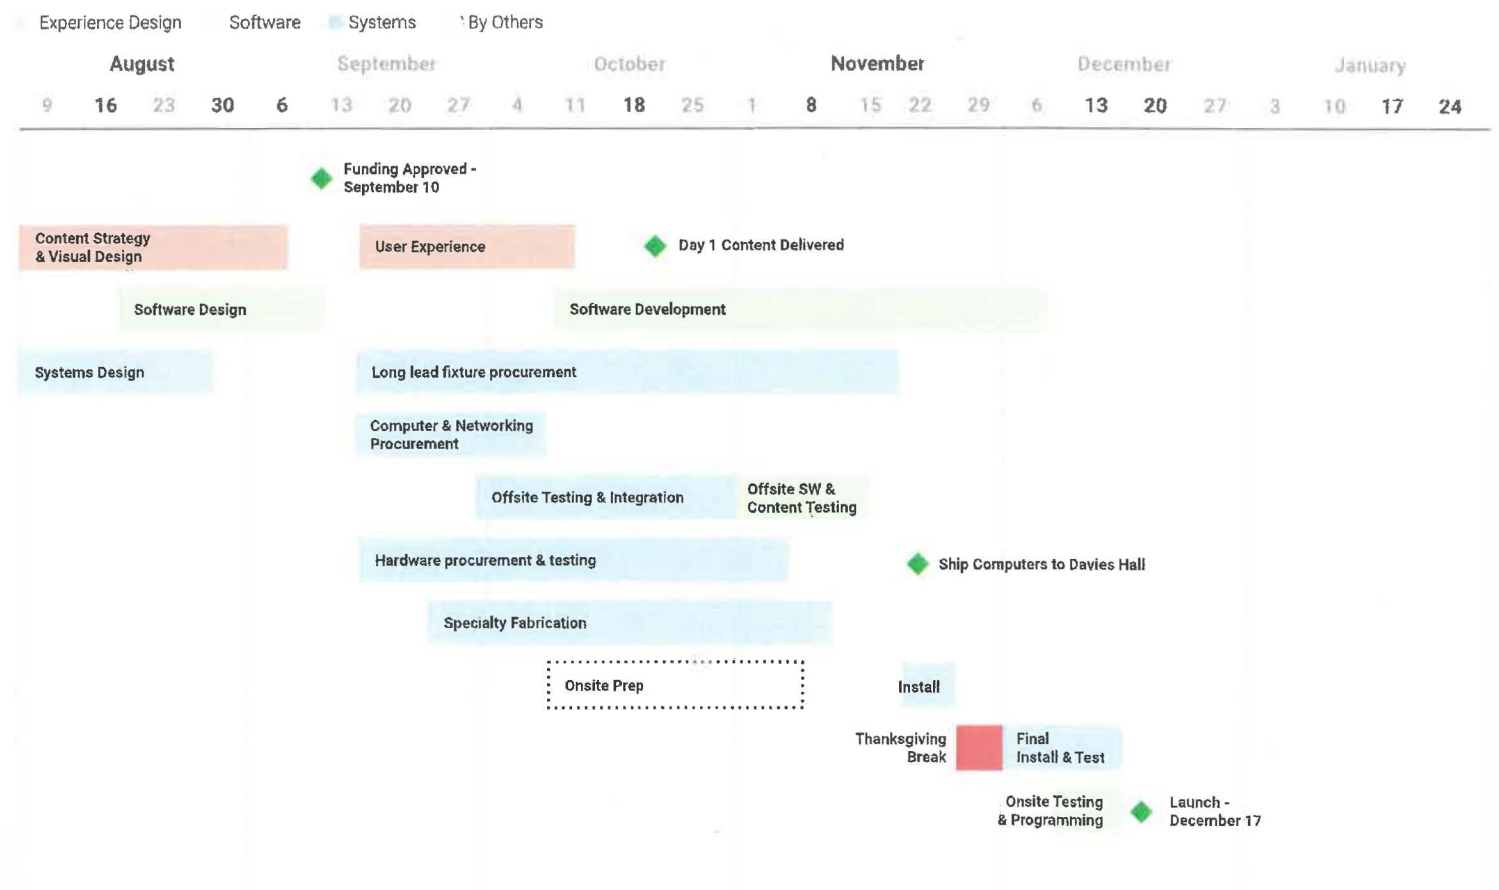 Experience Design Software Systems By Others
August September October November December January
9 16 23 30 6 13 20 27 4 11 18 25 1 8 15 22 29 6 13 20 27 3 10 17 24
Funding Approved -
September 10
Content Strategy
& Visual Design
User Experience
Day 1 Content Delivered
Software Design
Software Development
Systems Design
Long lead fixture procurement
Computer & Networking
Procurement
Offsite Testing & Integration
Offsite SW &
Content Testing
Hardware procurement & testing
Ship Computers to Davies Hall
Specialty Fabrication
Onsite Prep
Install
Thanksgiving
Break
Final
Install & Test
Onsite Testing
& Programming
Launch -
December 17